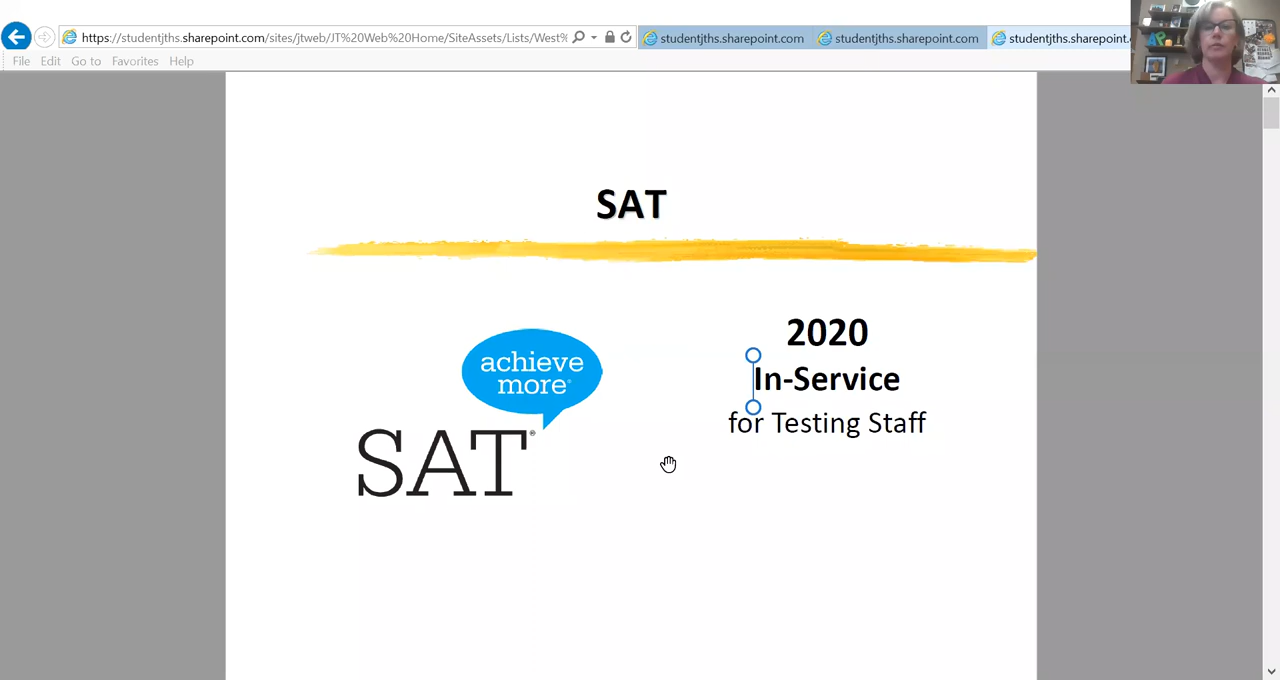 https://studentjths.sharepoint.com/sites/jtweb/JT%20Web%20Home/SiteAssets/Lists/West%
studentjths.sharepoint.com
studentjths.sharepoint.com
studentjths.sharepoint.
File Edit Go to Favorites Help
SAT
2020
In-Service
for Testing Staff
achieve
more®
SAT®